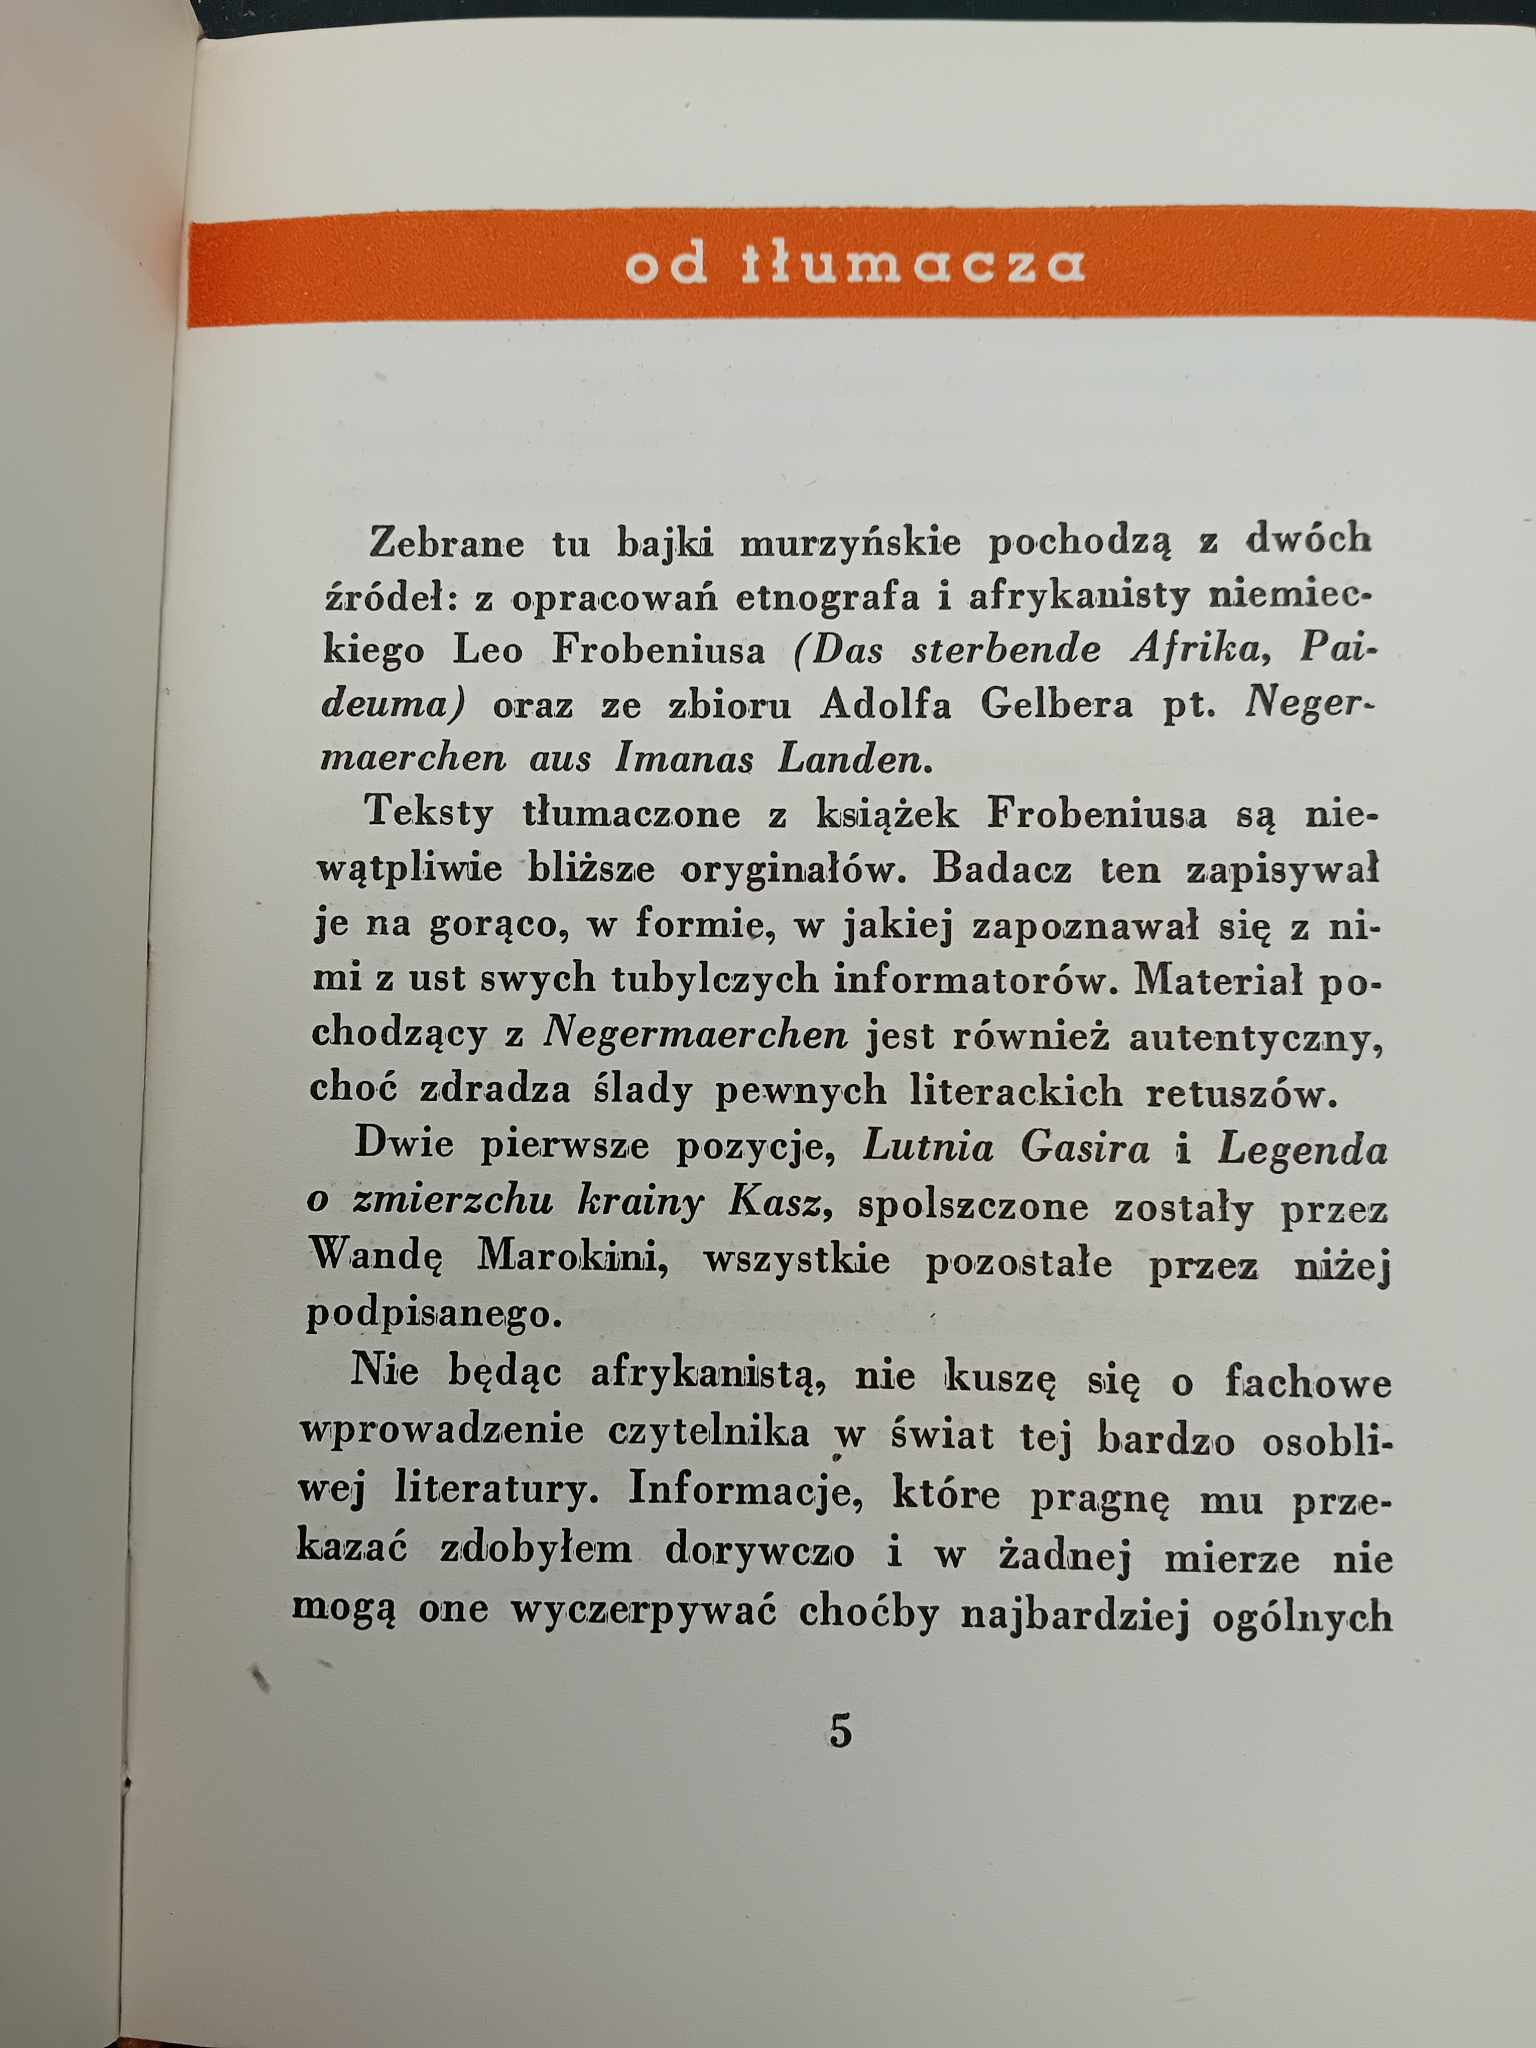 od tłumacza
Zebrane tu bajki murzyńskie pochodzą z dwóch
źródeł: z opracowań etnografa i afrykanisty niemiec-
kiego Leo Frobeniusa (Das sterbende Afrika, Pai-
deuma) oraz ze zbioru Adolfa Gelbera pt. Neger-
maerchen aus Imanas Landen.
Teksty tłumaczone z książek Frobeniusa są nie-
wątpliwie bliższe oryginałów. Badacz ten zapisywał
je na gorąco, w formie, w jakiej zapoznawał się z ni-
mi z ust swych tubylczych informatorów. Materiał po-
chodzący z Negermaerchen jest również autentyczny,
choć zdradza ślady pewnych literackich retuszów.
Dwie pierwsze pozycje, Lutnia Gasira i Legenda
o zmierzchu krainy Kasz, spolszczone zostały przez
Wandę Marokini, wszystkie pozostałe przez niżej
podpisanego.
Nie będąc afrykanistą, nie kuszę się o fachowe
wprowadzenie czytelnika w świat tej bardzo osobli-
wej literatury. Informacje, które pragnę mu prze-
kazać zdobyłem dorywczo i w żadnej mierze nie
mogą one wyczerpywać choćby najbardziej ogólnych
5